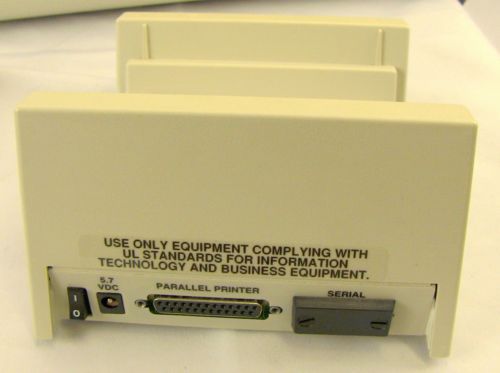 USE ONLY EQUIPMENT COMPLYING WITH
UL STANDARDS FOR INFORMATION
TECHNOLOGY AND BUSINESS EQUIPMENT.
5.7
VDC
PARALLEL PRINTER
SERIAL
I
O